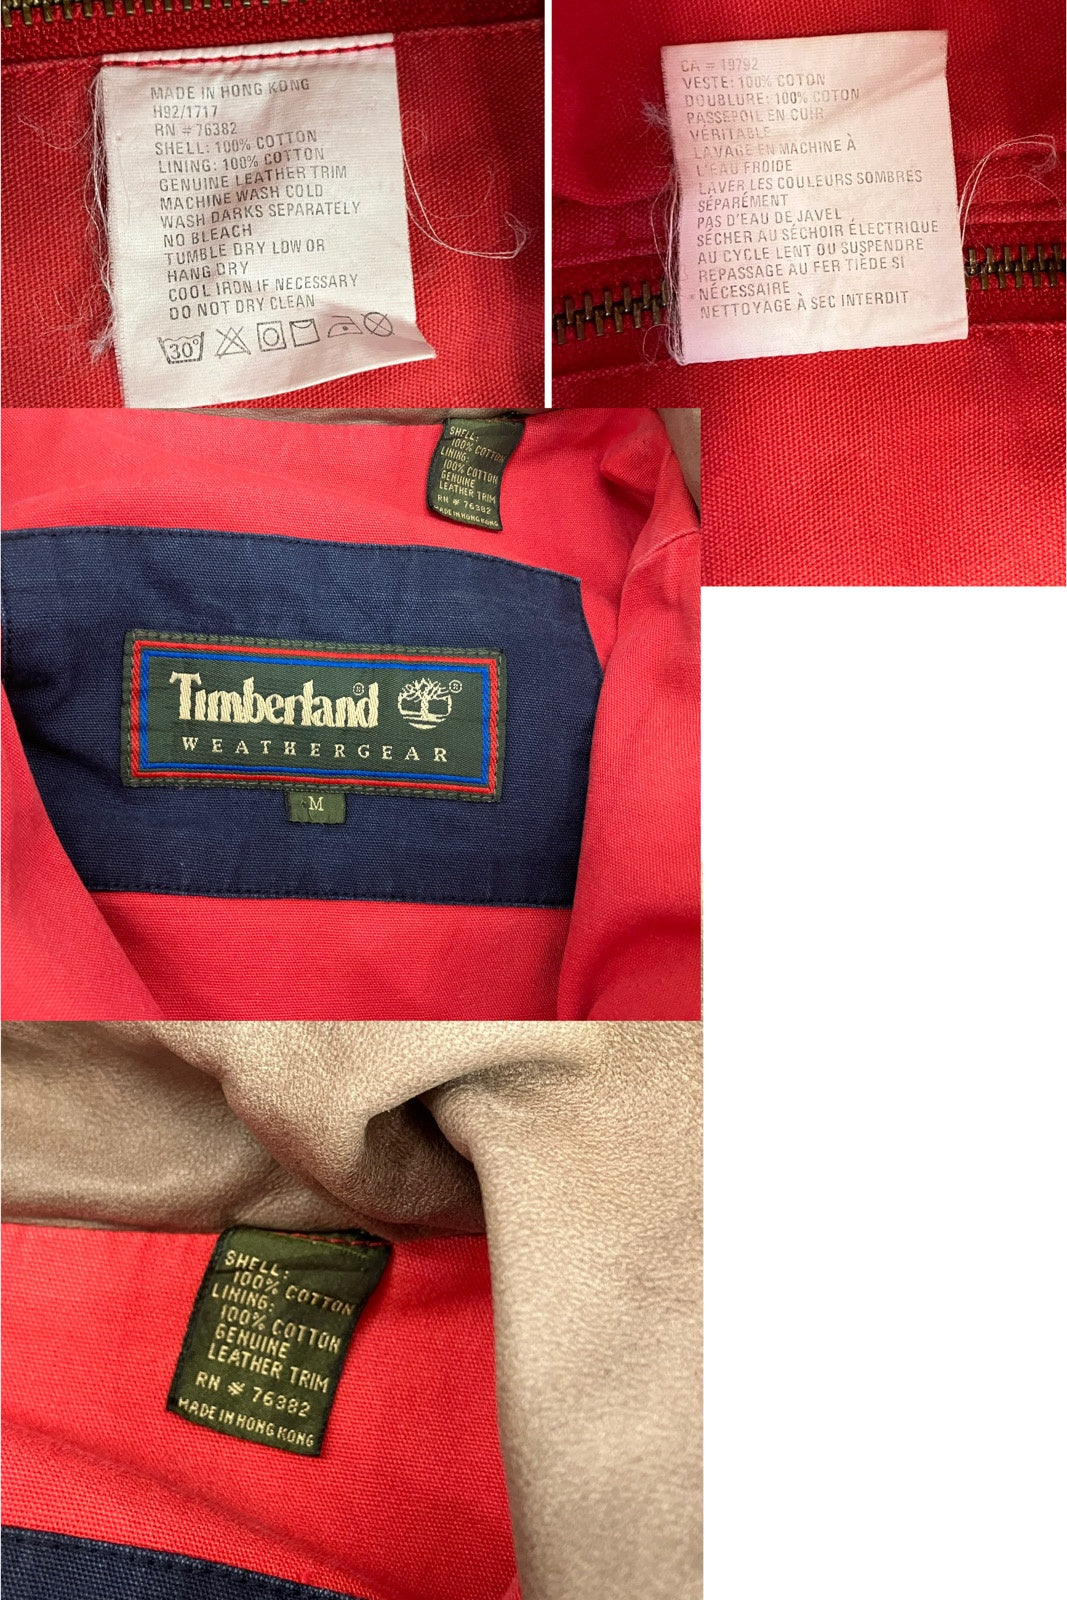 MADE IN HONG KONG
H92/1717
RN # 76382
SHELL: 100% COTTON
LINING: 100% COTTON
GENUINE LEATHER TRIM
MACHINE WASH COLD
WASH DARKS SEPARATELY
NO BLEACH
TUMBLE DRY LOW OR
HANG DRY
COOL IRON IF NECESSARY
DO NOT DRY CLEAN
30°
CA = 19792
VESTE: 100% COTON
DOUBLURE: 100% COTON
PASSEPOIL EN CUIR
VÉRITABLE
LAVAGE EN MACHINE À
L'EAU FROIDE
LAVER LES COULEURS SOMBRES
SÉPARÉMENT
PAS D'EAU DE JAVEL
SÉCHER AU SÉCHOIR ÉLECTRIQUE
AU CYCLE LENT OU SUSPENDRE
REPASSAGE AU FER TIÈDE SI
NÉCESSAIRE
NETTOYAGE À SEC INTERDIT
SHELL:
100% COTTON
LINING:
100% COTTON
GENUINE
LEATHER TRIM
RN # 76382
MADE IN HONG KONG
Timberland® ®
WEATHERGEAR
M
SHELL:
100% COTTON
LINING:
100% COTTON
GENUINE
LEATHER TRIM
RN # 76382
MADE IN HONG KONG